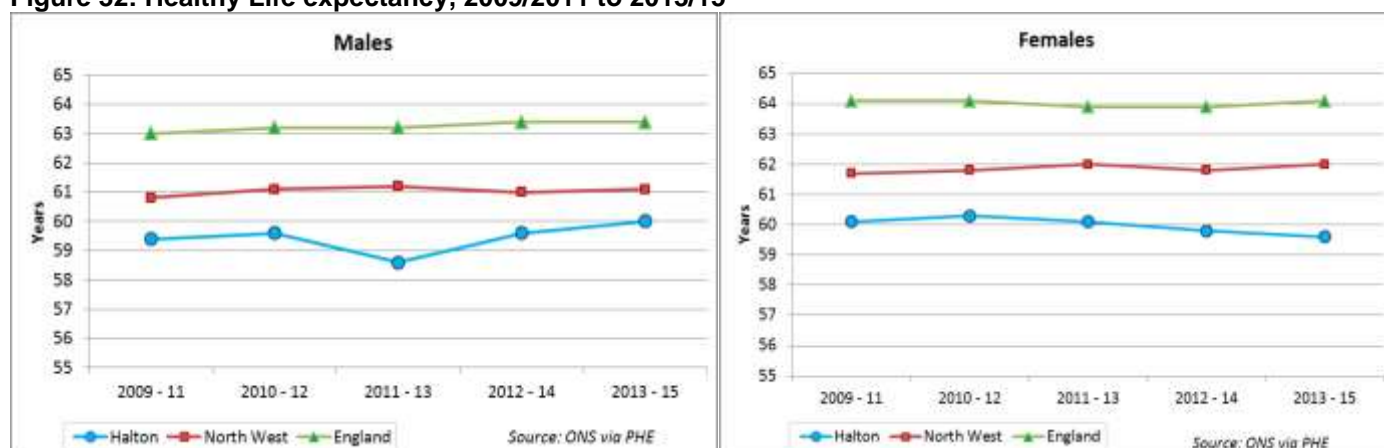 Figure 32: Healthy Life expectancy, 2009/2011 to 2013/15
Males
65
64
63
62
61
60
59
58
57
56
55
Years
2009 - 11 2010 - 12 2011 - 13 2012 - 14 2013 - 15
Halton North West England Source: ONS via PHE
Females
65
64
63
62
61
60
59
58
57
56
55
Years
2009 - 11 2010 - 12 2011 - 13 2012 - 14 2013 - 15
Halton North West England Source: ONS via PHE